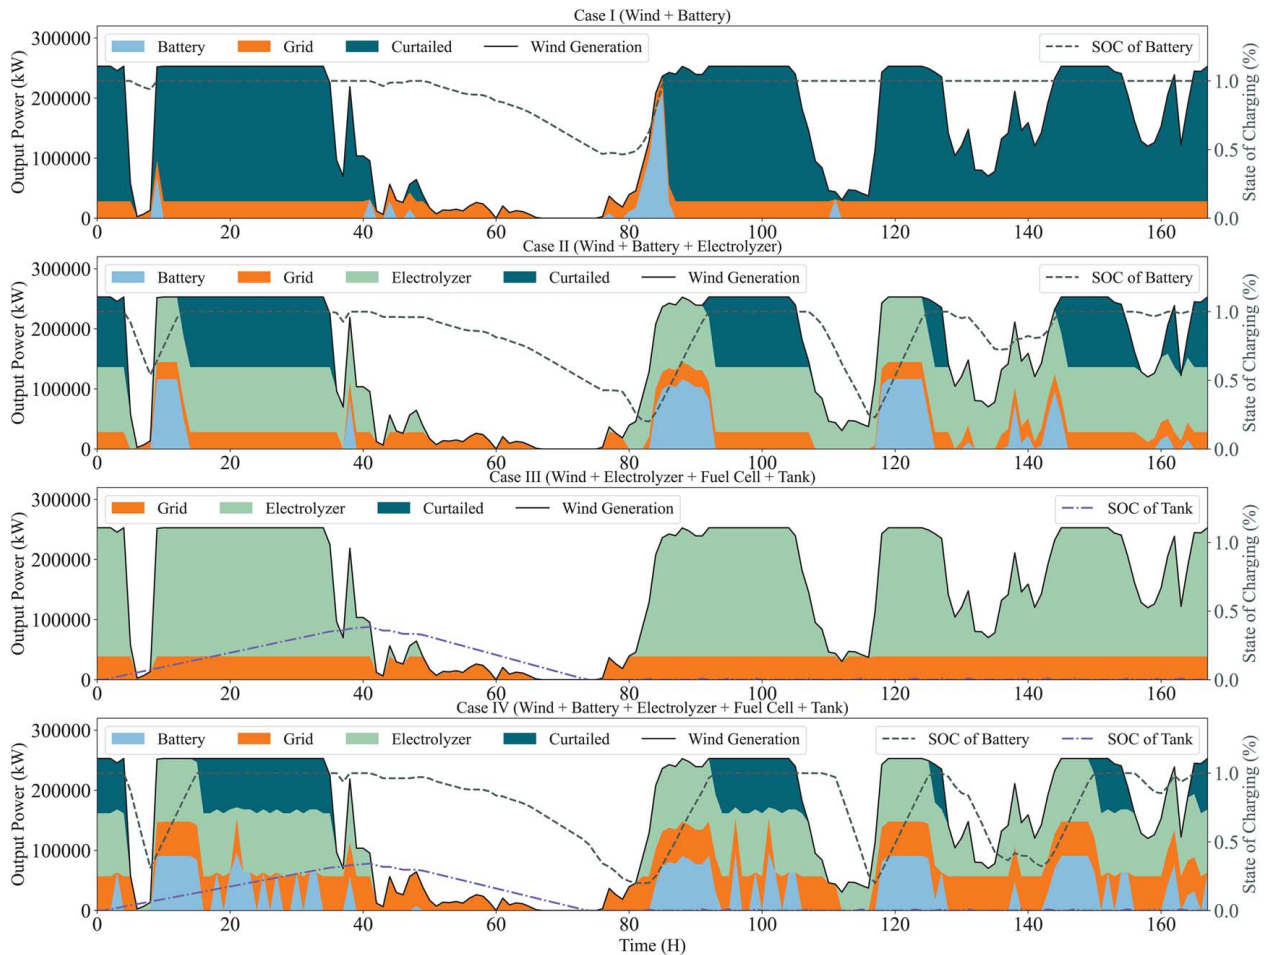 Case I (Wind + Battery)
Output Power (kW)
300000
200000
100000
0
Battery
Grid
Curtailed
Wind Generation
SOC of Battery
1.0
0.5
0.0
State of Charging (%)
0 20 40 60 80 100 120 140 160
Case II (Wind + Battery + Electrolyzer)
Output Power (kW)
300000
200000
100000
0
Battery
Grid
Electrolyzer
Curtailed
Wind Generation
SOC of Battery
1.0
0.5
0.0
State of Charging (%)
0 20 40 60 80 100 120 140 160
Case III (Wind + Electrolyzer + Fuel Cell + Tank)
Output Power (kW)
300000
200000
100000
0
Grid
Electrolyzer
Curtailed
Wind Generation
SOC of Tank
1.0
0.5
0.0
State of Charging (%)
0 20 40 60 80 100 120 140 160
Case IV (Wind + Battery + Electrolyzer + Fuel Cell + Tank)
Output Power (kW)
300000
200000
100000
0
Battery
Grid
Electrolyzer
Curtailed
Wind Generation
SOC of Battery
SOC of Tank
1.0
0.5
0.0
State of Charging (%)
0 20 40 60 80 100 120 140 160
Time (H)